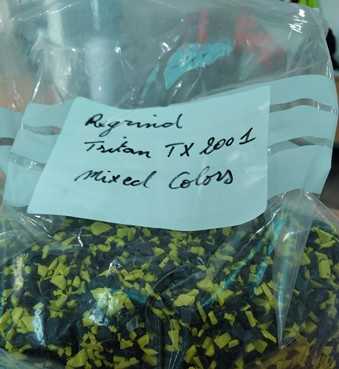 Regrind
Tritan TX 2001
Mixed Colors